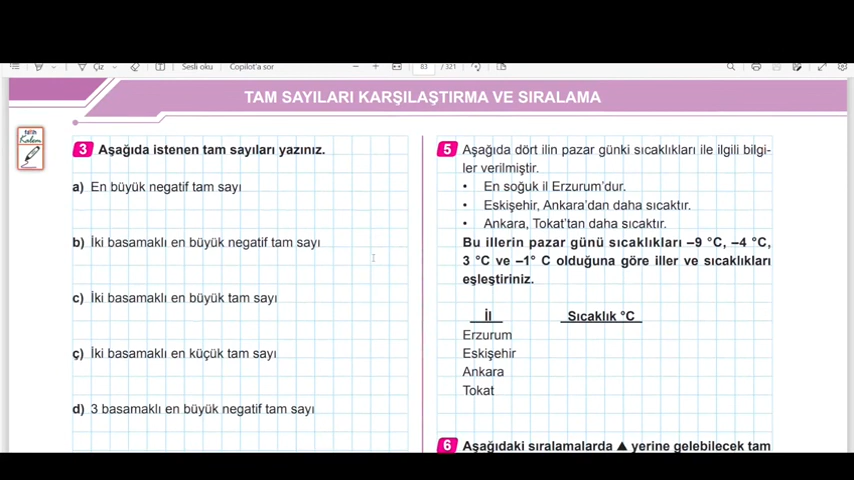 Çiz
Sesli oku
Copilot'a sor
83 / 321
TAM SAYILARI KARŞILAŞTIRMA VE SIRALAMA
Kalem
3 Aşağıda istenen tam sayıları yazınız.
a) En büyük negatif tam sayı
b) İki basamaklı en büyük negatif tam sayı
c) İki basamaklı en büyük tam sayı
ç) İki basamaklı en küçük tam sayı
d) 3 basamaklı en büyük negatif tam sayı
5 Aşağıda dört ilin pazar günki sıcaklıkları ile ilgili bilgi-
ler verilmiştir.
• En soğuk il Erzurum'dur.
• Eskişehir, Ankara'dan daha sıcaktır.
• Ankara, Tokat'tan daha sıcaktır.
Bu illerin pazar günü sıcaklıkları –9 °C, –4 °C,
3 °C ve –1° C olduğuna göre iller ve sıcaklıkları
eşleştiriniz.
İl Sıcaklık °C
Erzurum
Eskişehir
Ankara
Tokat
6 Aşağıdaki sıralamalarda ▲ yerine gelebilecek tam